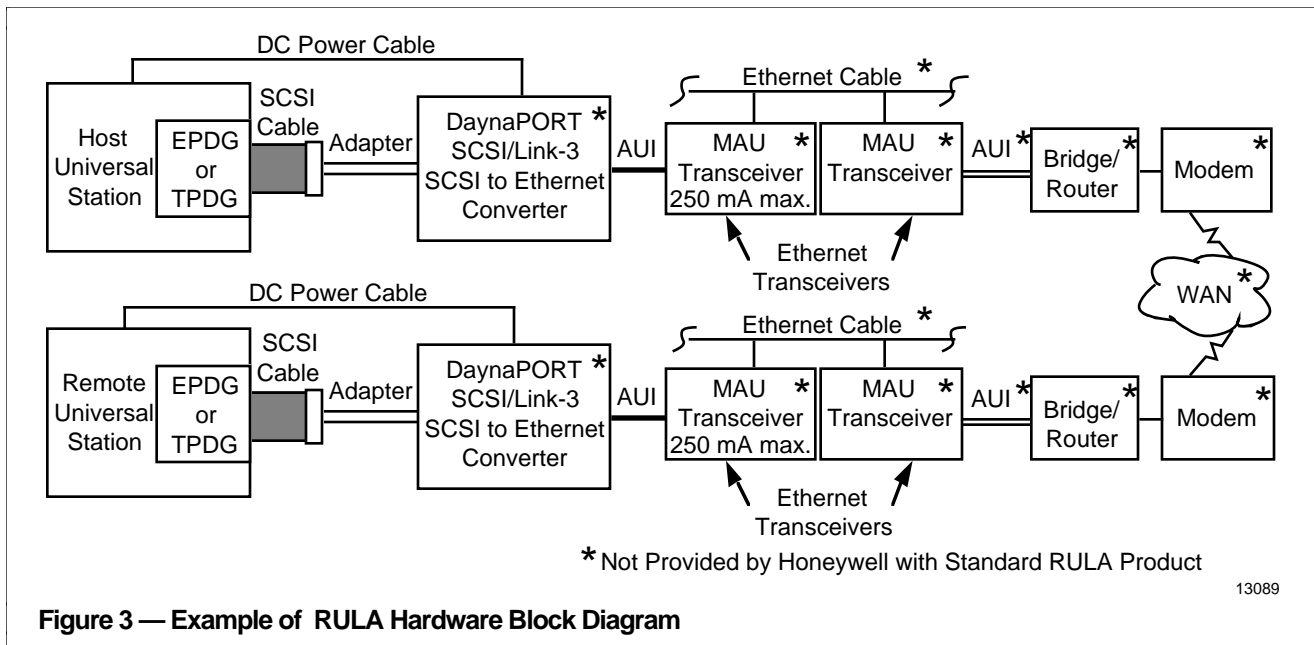 DC Power Cable
Ethernet Cable *
Host
Universal
Station
EPDG
or
TPDG
SCSI
Cable
Adapter
DaynaPORT *
SCSI/Link-3
SCSI to Ethernet
Converter
AUI
MAU *
Transceiver
250 mA max.
MAU *
Transceiver
AUI *
Bridge/ *
Router
Modem *
Ethernet
Transceivers
WAN *
DC Power Cable
Ethernet Cable *
Remote
Universal
Station
EPDG
or
TPDG
SCSI
Cable
Adapter
DaynaPORT *
SCSI/Link-3
SCSI to Ethernet
Converter
AUI
MAU *
Transceiver
250 mA max.
MAU *
Transceiver
AUI *
Bridge/ *
Router
Modem *
Ethernet
Transceivers
* Not Provided by Honeywell with Standard RULA Product
13089
Figure 3 — Example of RULA Hardware Block Diagram